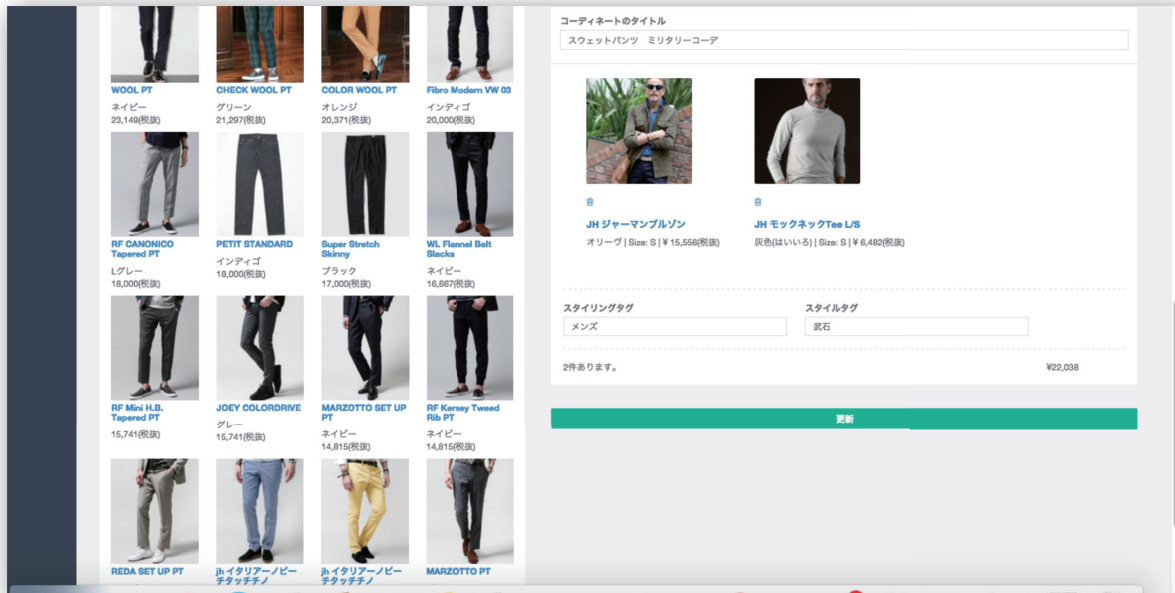 WOOL PT
ネイビー
23,149(税抜)
CHECK WOOL PT
グリーン
21,297(税抜)
COLOR WOOL PT
オレンジ
20,371(税抜)
Fibro Modern VW 03
インディゴ
20,000(税抜)
RF CANONICO
Tapered PT
Lグレー
18,000(税抜)
PETIT STANDARD
インディゴ
18,000(税抜)
Super Stretch
Skinny
ブラック
17,000(税抜)
WL Flannel Belt
Slacks
ネイビー
16,667(税抜)
RF Mini H.B.
Tapered PT
15,741(税抜)
JOEY COLORDRIVE
グレー
15,741(税抜)
MARZOTTO SET UP
PT
ネイビー
14,815(税抜)
RF Kersey Tweed
Rib PT
ネイビー
14,815(税抜)
REDA SET UP PT
jh イタリアーノピー
チタッチチノ
jh イタリアーノピー
チタッチチノ
MARZOTTO PT
コーディネートのタイトル
スウェットパンツ　ミリタリーコーデ
JH ジャーマンブルゾン
オリーヴ | Size: S | ¥ 15,556(税抜)
JH モックネックTee L/S
灰色(はいいろ) | Size: S | ¥ 6,482(税抜)
スタイリングタグ
メンズ
スタイルタグ
武石
2件あります。
¥22,038
更新